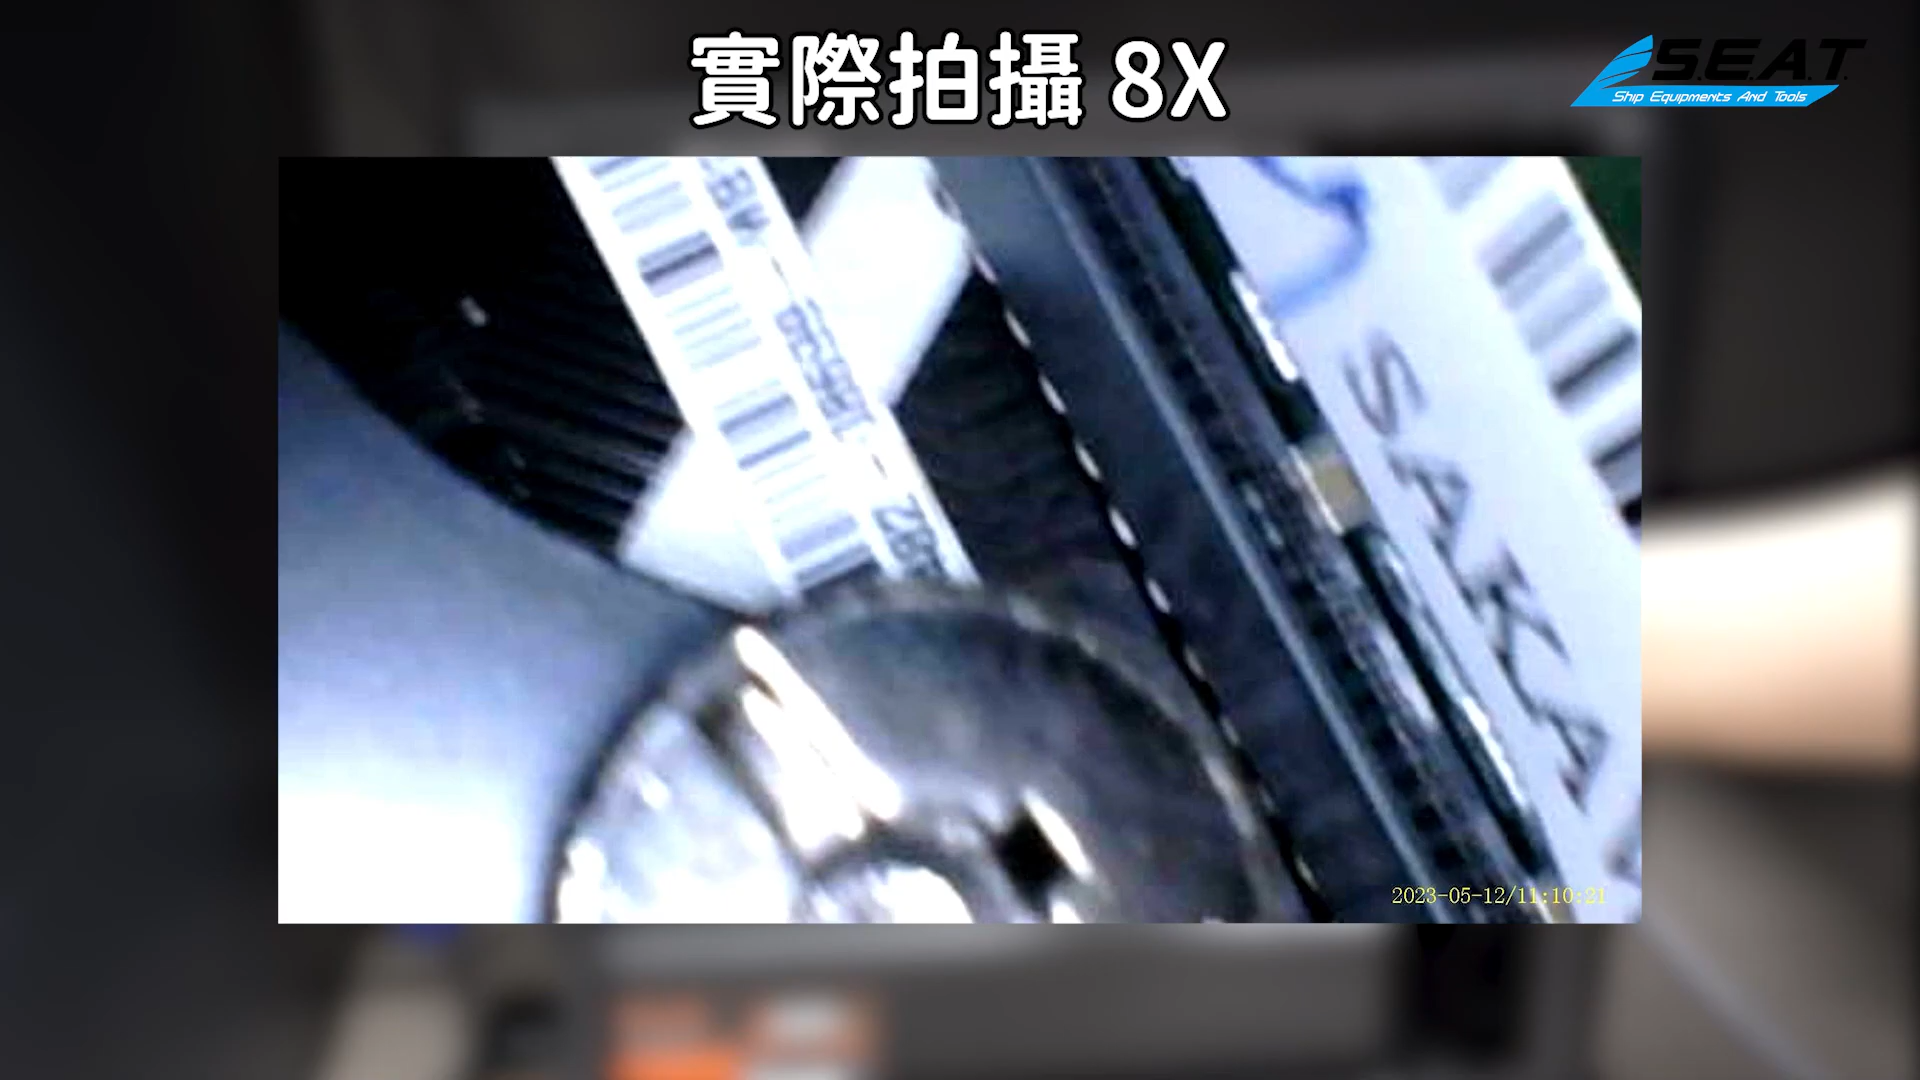 實際拍攝 8X
S.E.A.T.
Ship Equipments And Tools
SAKA
2023-05-12/11:10:21